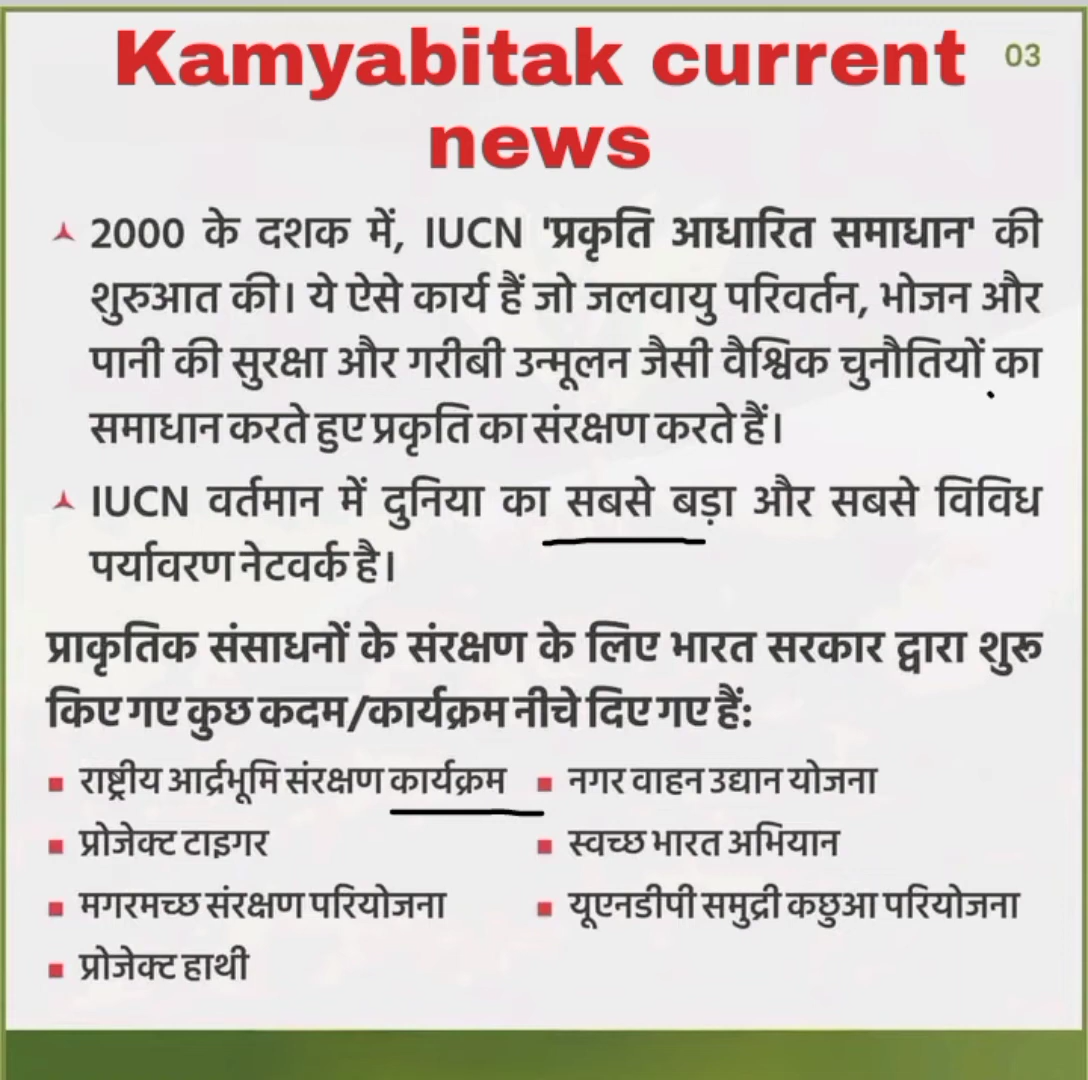 Kamyabitak current
03
news
2000 के दशक में, IUCN 'प्रकृति आधारित समाधान' की
शुरुआत की। ये ऐसे कार्य हैं जो जलवायु परिवर्तन, भोजन और
पानी की सुरक्षा और गरीबी उन्मूलन जैसी वैश्विक चुनौतियों का
समाधान करते हुए प्रकृति का संरक्षण करते हैं।
IUCN वर्तमान में दुनिया का सबसे बड़ा और सबसे विविध
पर्यावरण नेटवर्क है।
प्राकृतिक संसाधनों के संरक्षण के लिए भारत सरकार द्वारा शुरू
किए गए कुछ कदम/कार्यक्रम नीचे दिए गए हैं:
राष्ट्रीय आर्द्रभूमि संरक्षण कार्यक्रम
नगर वाहन उद्यान योजना
प्रोजेक्ट टाइगर
स्वच्छ भारत अभियान
मगरमच्छ संरक्षण परियोजना
यूएनडीपी समुद्री कछुआ परियोजना
प्रोजेक्ट हाथी